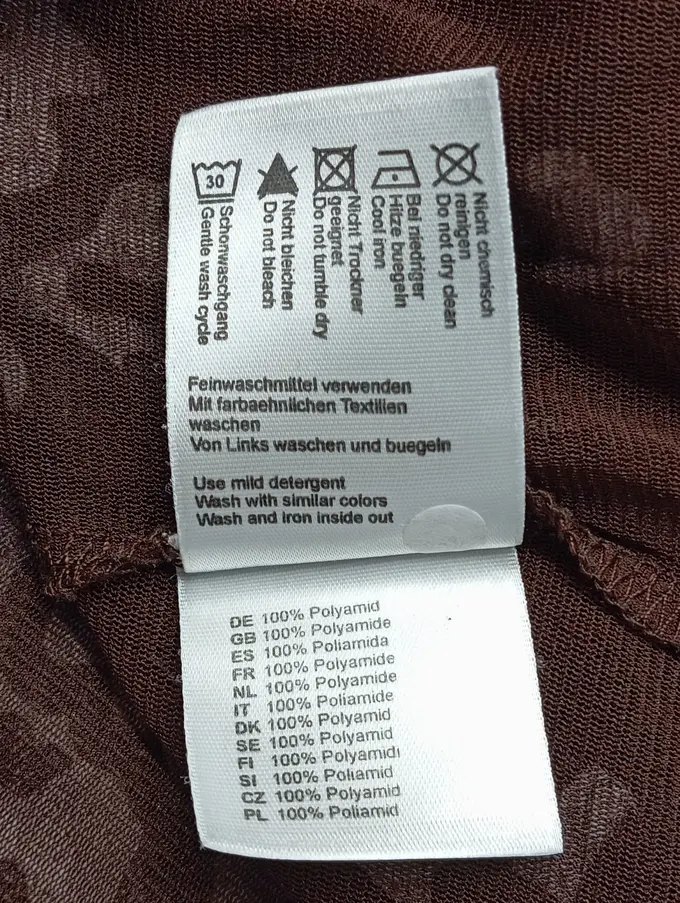 30
Schonwaschgang
Gentle wash cycle
Nicht bleichen
Do not bleach
Nicht Trockner
geeignet
Do not tumble dry
Bei niedriger
Hitze buegeln
Cool iron
Nicht chemisch
reinigen
Do not dry clean
Feinwaschmittel verwenden
Mit farbaehnlichen Textilien
waschen
Von Links waschen und buegeln
Use mild detergent
Wash with similar colors
Wash and iron inside out
DE 100% Polyamid
GB 100% Polyamide
ES 100% Poliamida
FR 100% Polyamide
NL 100% Polyamide
IT 100% Poliamide
DK 100% Polyamid
SE 100% Polyamid
FI 100% Polyamidi
SI 100% Poliamid
CZ 100% Polyamid
PL 100% Poliamid